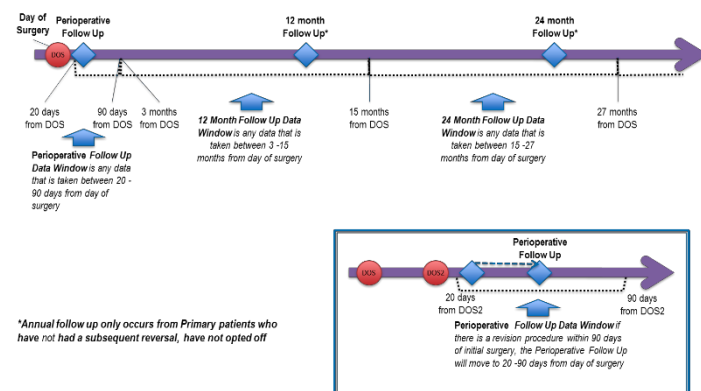 Day of
Surgery
Perioperative
Follow Up
12 month
Follow Up*
24 month
Follow Up*
DOS
20 days
from DOS
90 days
from DOS
3 months
from DOS
15 months
from DOS
27 months
from DOS
12 Month Follow Up Data
Window is any data that is
taken between 3 -15
months from day of surgery
24 Month Follow Up Data
Window is any data that is
taken between 15 -27
months from day of surgery
Perioperative Follow Up
Data Window is any data
that is taken between 20 -
90 days from day of
surgery
Perioperative
Follow Up
DOS
DOS2
20 days
from DOS2
90 days
from DOS2
Perioperative Follow Up Data Window if
there is a revision procedure within 90 days
of initial surgery, the Perioperative Follow Up
will move to 20 -90 days from day of surgery
*Annual follow up only occurs from Primary patients who
have not had a subsequent reversal, have not opted off